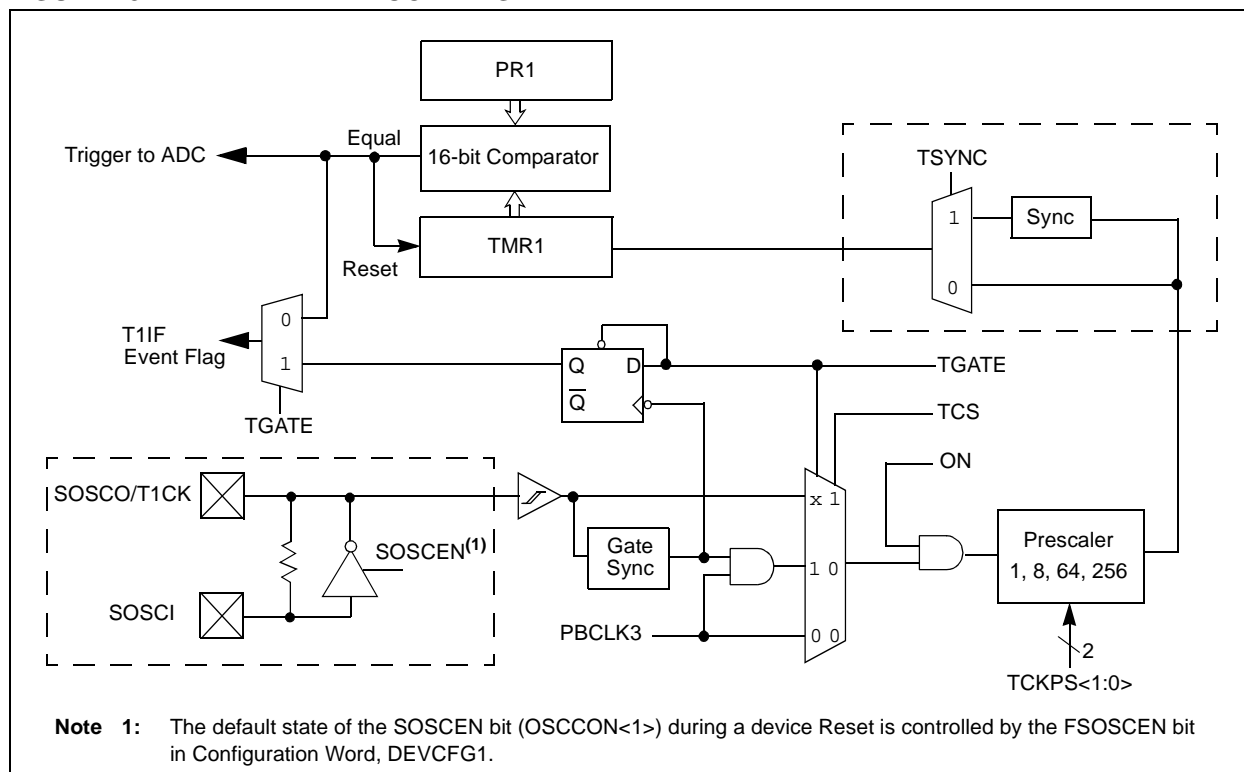 PR1
Equal
Trigger to ADC
16-bit Comparator
TSYNC
1
Sync
TMR1
Reset
0
0
T1IF
Event Flag
1
Q D
Q
TGATE
TGATE
TCS
ON
SOSCO/T1CK
x 1
SOSCEN(1)
Gate
Sync
Prescaler
1, 8, 64, 256
1 0
SOSCI
PBCLK3
0 0
2
TCKPS<1:0>
Note 1: The default state of the SOSCEN bit (OSCCON<1>) during a device Reset is controlled by the FSOSCEN bit
in Configuration Word, DEVCFG1.